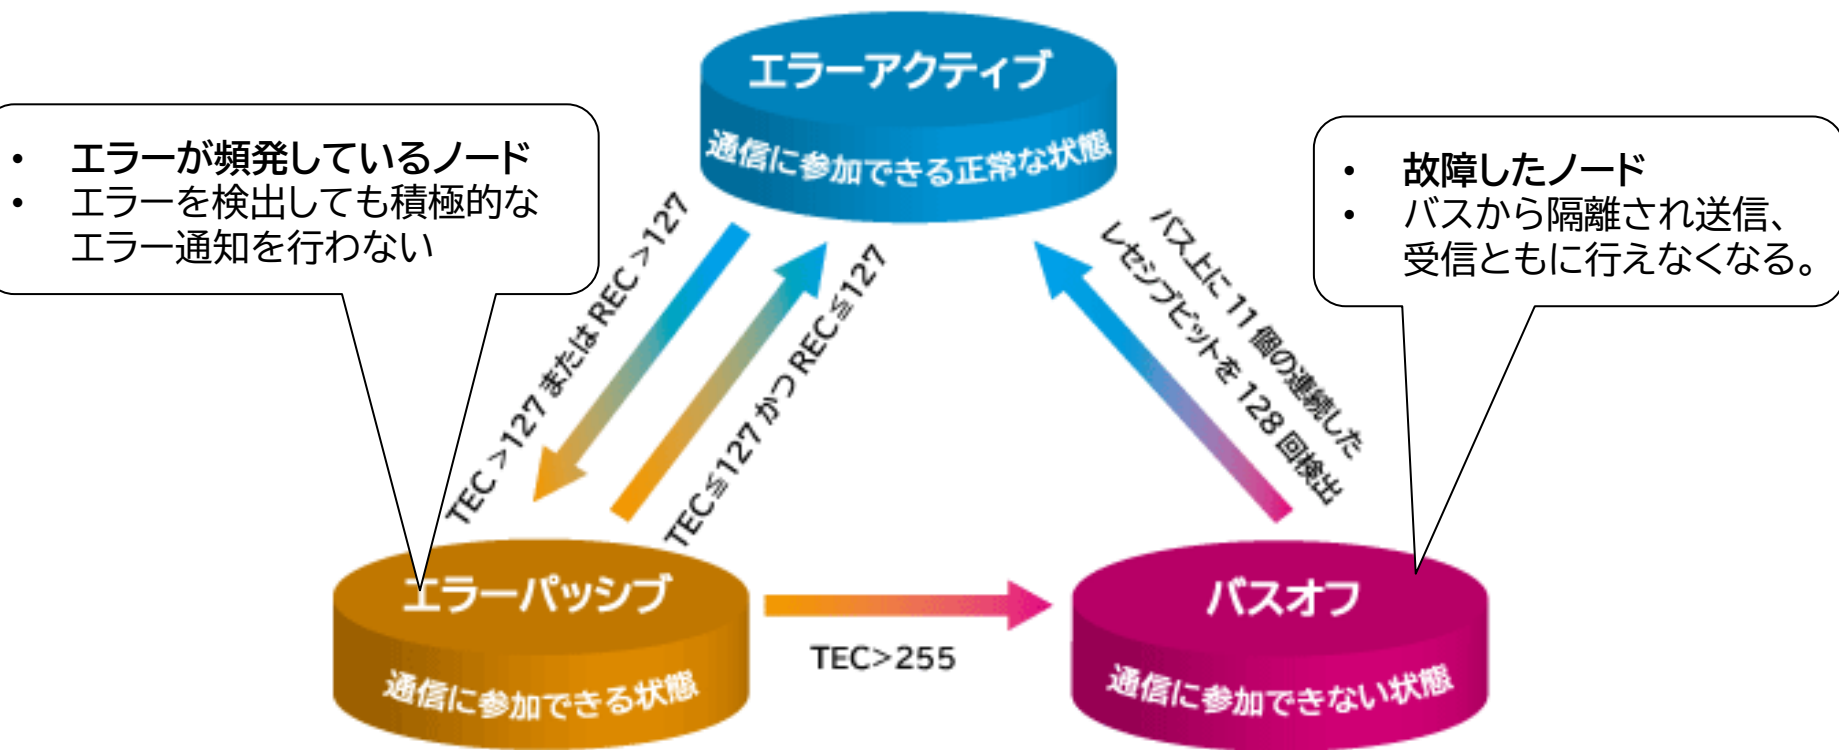 エラーアクティブ
通信に参加できる正常な状態
• エラーが頻発しているノード
• エラーを検出しても積極的な
エラー通知を行わない
• 故障したノード
• バスから隔離され送信、
受信ともに行えなくなる。
TEC >127 または REC >127
TEC≦127 かつ REC≦127
バス上に 11 個の連続した
レセシブビットを 128 回検出
エラーパッシブ
通信に参加できる状態
TEC>255
バスオフ
通信に参加できない状態